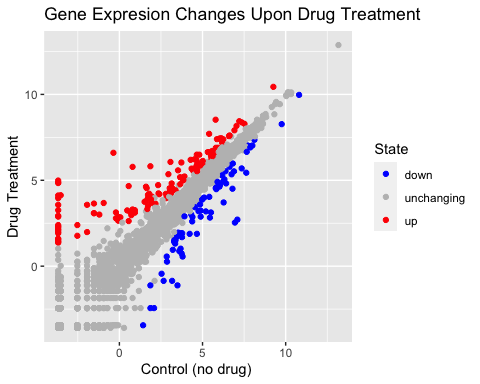 Gene Expresion Changes Upon Drug Treatment
10
5
0
Drug Treatment
0
5
10
Control (no drug)
State
down
unchanging
up